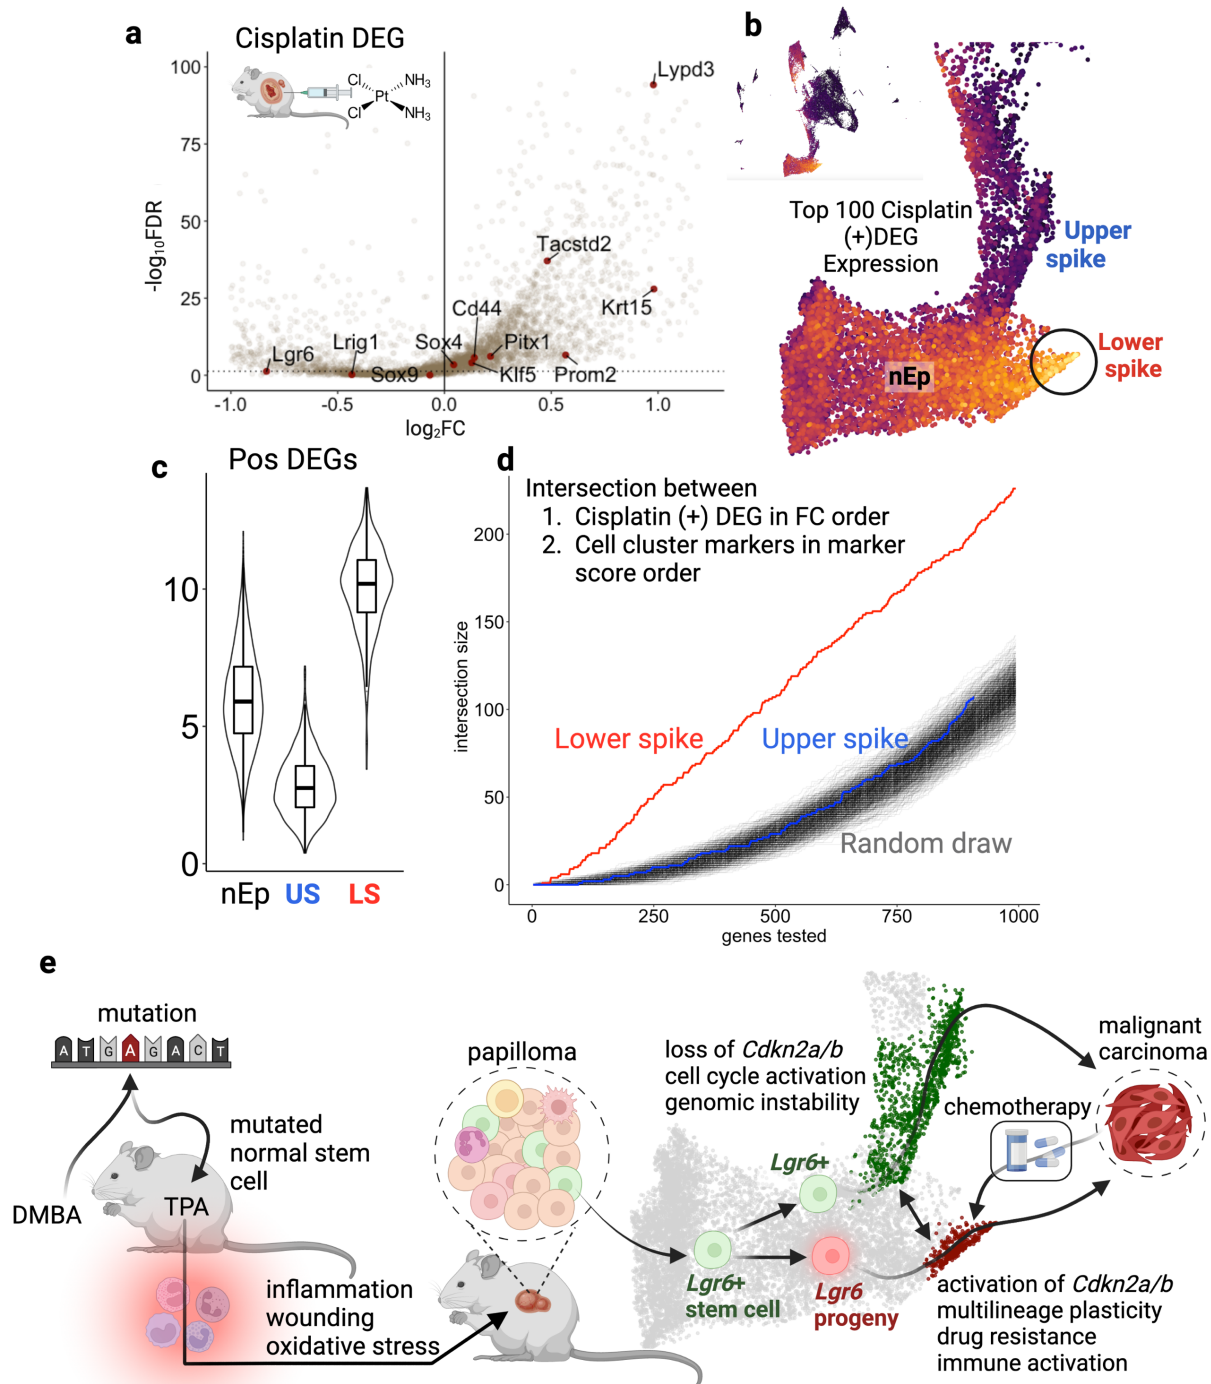 a
Cisplatin DEG
100
75
50
25
0
-log10FDR
Cl
NH3
Pt
Cl
NH3
Lypd3
Tacstd2
Krt15
Cd44
Lgr6
Lrig1
Sox4
Pitx1
Sox9
Klf5
Prom2
-1.0
-0.5
0.0
0.5
1.0
log2FC
b
Top 100 Cisplatin
(+)DEG
Expression
Upper
spike
Lower
spike
nEp
c
Pos DEGs
10
5
0
nEp
US
LS
d
Intersection between
1. Cisplatin (+) DEG in FC order
2. Cell cluster markers in marker
score order
200
150
100
50
0
intersection size
Lower spike
Upper spike
Random draw
0
250
500
750
1000
genes tested
e
mutation
A T G A G A C T
mutated
normal stem
cell
DMBA
TPA
inflammation
wounding
oxidative stress
papilloma
loss of Cdkn2a/b
cell cycle activation
genomic instability
malignant
carcinoma
chemotherapy
Lgr6+
Lgr6+
stem cell
Lgr6
progeny
activation of Cdkn2a/b
multilineage plasticity
drug resistance
immune activation